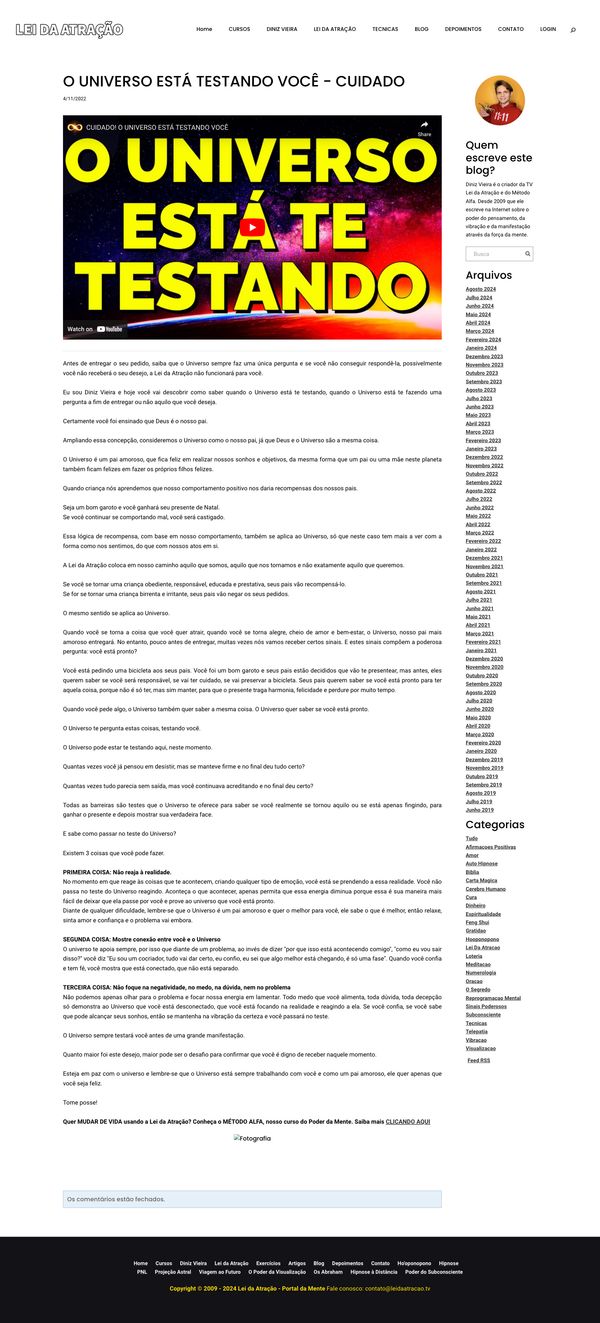 LEI DA ATRAÇÃO
Home CURSOS DINIZ VIEIRA LEI DA ATRAÇÃO TECNICAS BLOG DEPOIMENTOS CONTATO LOGIN
O UNIVERSO ESTÁ TESTANDO VOCÊ - CUIDADO
4/11/2022
CUIDADO! O UNIVERSO ESTÁ TESTANDO VOCÊ
Share
O UNIVERSO
ESTÁ TE
TESTANDO
Watch on YouTube
Antes de entregar o seu pedido, saiba que o Universo sempre faz uma única pergunta e se você não conseguir respondê-la, possivelmente
você não receberá o seu desejo, a Lei da Atração não funcionará para você.
Eu sou Diniz Vieira e hoje você vai descobrir como saber quando o Universo está te testando, quando o Universo está te fazendo uma
pergunta a fim de entregar ou não aquilo que você deseja.
Certamente você foi ensinado que Deus é o nosso pai.
Ampliando essa concepção, consideremos o Universo como o nosso pai, já que Deus e o Universo são a mesma coisa.
O Universo é um pai amoroso, que fica feliz em realizar nossos sonhos e objetivos, da mesma forma que um pai ou uma mãe neste planeta
também ficam felizes em fazer os próprios filhos felizes.
Quando criança nós aprendemos que nosso comportamento positivo nos daria recompensas dos nossos pais.
Seja um bom garoto e você ganhará seu presente de Natal.
Se você continuar se comportando mal, você será castigado.
Essa lógica de recompensa, com base em nosso comportamento, também se aplica ao Universo, só que neste caso tem mais a ver com a
forma como nos sentimos, do que com nossos atos em si.
A Lei da Atração coloca em nosso caminho aquilo que somos, aquilo que nos tornamos e não exatamente aquilo que queremos.
Se você se tornar uma criança obediente, responsável, educada e prestativa, seus pais vão recompensá-lo.
Se for se tornar uma criança birrenta e irritante, seus pais vão negar os seus pedidos.
O mesmo sentido se aplica ao Universo.
Quando você se torna a coisa que você quer atrair, quando você se torna alegre, cheio de amor e bem-estar, o Universo, nosso pai mais
amoroso entregará. No entanto, pouco antes de entregar, muitas vezes nós vamos receber certos sinais. E estes sinais compõem a poderosa
pergunta: você está pronto?
Você está pedindo uma bicicleta aos seus pais. Você foi um bom garoto e seus pais estão decididos que vão te presentear, mas antes, eles
querem saber se você será responsável, se vai ter cuidado, se vai preservar a bicicleta. Seus pais querem saber se você está pronto para ter
aquela coisa, porque não é só ter, mas sim manter, para que o presente traga harmonia, felicidade e perdure por muito tempo.
Quando você pede algo, o Universo também quer saber a mesma coisa. O Universo quer saber se você está pronto.
O Universo te pergunta estas coisas, testando você.
O Universo pode estar te testando aqui, neste momento.
Quantas vezes você já pensou em desistir, mas se manteve firme e no final deu tudo certo?
Quantas vezes tudo parecia sem saída, mas você continuava acreditando e no final deu certo?
Todas as barreiras são testes que o Universo te oferece para saber se você realmente se tornou aquilo ou se está apenas fingindo, para
ganhar o presente e depois mostrar sua verdadeira face.
E sabe como passar no teste do Universo?
Existem 3 coisas que você pode fazer.
PRIMEIRA COISA: Não reaja à realidade.
No momento em que reage às coisas que te acontecem, criando qualquer tipo de emoção, você está se prendendo a essa realidade. Você não
passa no teste do Universo reagindo. Aconteça o que acontecer, apenas permita que essa energia diminua porque essa é sua maneira mais
fácil de deixar que ela passe por você e prove ao universo que você está pronto.
Diante de qualquer dificuldade, lembre-se que o Universo é um pai amoroso e quer o melhor para você, ele sabe o que é melhor, então relaxe,
sinta amor e confiança e o problema vai embora.
SEGUNDA COISA: Mostre conexão entre você e o Universo
O universo te apoia sempre, por isso que diante de um problema, ao invés de dizer "por que isso está acontecendo comigo", "como eu vou sair
disso?" você diz "Eu sou um cocriador, tudo vai dar certo, eu confio, eu sei que algo melhor está chegando, é só uma fase". Quando você confia
e tem fé, você mostra que está conectado, que não está separado.
TERCEIRA COISA: Não foque na negatividade, no medo, na dúvida, nem no problema
Não podemos apenas olhar para o problema e focar nossa energia em lamentar. Todo medo que você alimenta, toda dúvida, toda decepção
só demonstra ao Universo que você está desconectado, que você está focando na realidade e reagindo a ela. Se você confia, se você sabe
que pode alcançar seus sonhos, então se mantenha na vibração da certeza e você passará no teste.
O Universo sempre testará você antes de uma grande manifestação.
Quanto maior foi este desejo, maior pode ser o desafio para confirmar que você é digno de receber naquele momento.
Esteja em paz com o universo e lembre-se que o Universo está sempre trabalhando com você e como um pai amoroso, ele quer apenas que
você seja feliz.
Tome posse!
Quer MUDAR DE VIDA usando a Lei da Atração? Conheça o MÉTODO ALFA, nosso curso do Poder da Mente. Saiba mais CLICANDO AQUI
Fotografia
Os comentários estão fechados.
11:11
Quem
escreve este
blog?
Diniz Vieira é o criador da TV
Lei da Atração e do Método
Alfa. Desde 2009 que ele
escreve na Internet sobre o
poder do pensamento, da
vibração e da manifestação
através da força da mente.
Busca
Arquivos
Agosto 2024
Julho 2024
Junho 2024
Maio 2024
Abril 2024
Março 2024
Fevereiro 2024
Janeiro 2024
Dezembro 2023
Novembro 2023
Outubro 2023
Setembro 2023
Agosto 2023
Julho 2023
Junho 2023
Maio 2023
Abril 2023
Março 2023
Fevereiro 2023
Janeiro 2023
Dezembro 2022
Novembro 2022
Outubro 2022
Setembro 2022
Agosto 2022
Julho 2022
Junho 2022
Maio 2022
Abril 2022
Março 2022
Fevereiro 2022
Janeiro 2022
Dezembro 2021
Novembro 2021
Outubro 2021
Setembro 2021
Agosto 2021
Julho 2021
Junho 2021
Maio 2021
Abril 2021
Março 2021
Fevereiro 2021
Janeiro 2021
Dezembro 2020
Novembro 2020
Outubro 2020
Setembro 2020
Agosto 2020
Julho 2020
Junho 2020
Maio 2020
Abril 2020
Março 2020
Fevereiro 2020
Janeiro 2020
Dezembro 2019
Novembro 2019
Outubro 2019
Setembro 2019
Agosto 2019
Julho 2019
Junho 2019
Categorias
Tudo
Afirmaçoes Positivas
Amor
Auto Hipnose
Biblia
Carta Magica
Cerebro Humano
Cura
Dinheiro
Espiritualidade
Feng Shui
Gratidao
Hooponopono
Lei Da Atracao
Loteria
Meditacao
Numerologia
Oracao
O Segredo
Reprogramacao Mental
Sinais Poderosos
Subconsciente
Tecnicas
Telepatia
Vibracao
Visualizacao
Feed RSS
Home Cursos Diniz Vieira Lei da Atração Exercícios Artigos Blog Depoimentos Contato Ho'oponopono Hipnose
PNL Projeção Astral Viagem ao Futuro O Poder da Visualização Os Abraham Hipnose à Distância Poder do Subconsciente
Copyright © 2009 - 2024 Lei da Atração - Portal da Mente Fale conosco: contato@leidaatracao.tv